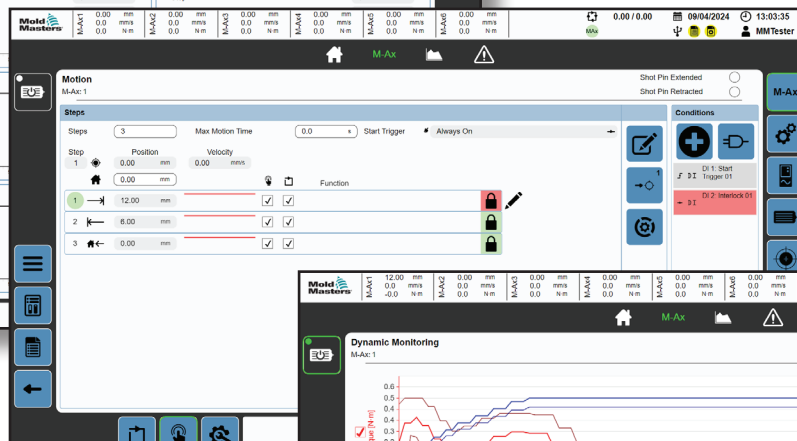 Mold Masters
M-Ax1 0.00 mm 0.0 mm/s 0.0 N·m
M-Ax2 0.00 mm 0.0 mm/s 0.0 N·m
M-Ax3 0.00 mm 0.0 mm/s 0.0 N·m
M-Ax4 0.00 mm 0.0 mm/s 0.0 N·m
M-Ax5 0.00 mm 0.0 mm/s 0.0 N·m
M-Ax6 0.00 mm 0.0 mm/s 0.0 N·m
MAx
0.00 / 0.00
09/04/2024
13:03:35
MMTester
M-Ax
Motion
M-Ax: 1
Shot Pin Extended
Shot Pin Retracted
M-Ax
Steps
Conditions
Steps 3 Max Motion Time 0.0 s Start Trigger Always On
Step Position Velocity
1 0.00 mm 0.00 mm/s
0.00 mm Function
1 12.00 mm
2 6.00 mm
3 0.00 mm
1
DI DI 1: Start Trigger 01
DI DI 2: Interlock 01
Mold Masters
M-Ax1 12.00 mm 0.0 mm/s -0.0 N·m
M-Ax2 0.00 mm 0.0 mm/s 0.0 N·m
M-Ax3 0.00 mm 0.0 mm/s 0.0 N·m
M-Ax4 0.00 mm 0.0 mm/s 0.0 N·m
M-Ax5 0.00 mm 0.0 mm/s 0.0 N·m
M-Ax6 0.00 mm 0.0 mm/s 0.0 N·m
M-Ax
Dynamic Monitoring
M-Ax: 1
0.6
0.5
0.4
0.3
[N·m]